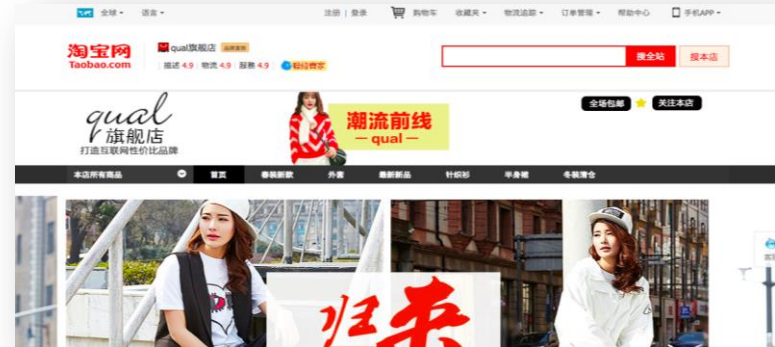 全球 语言 注册 | 登录 购物车 收藏夹 物流追踪 订单管理 帮助中心 手机APP
淘宝网
Taobao.com
qual旗舰店 品牌直销
描述 4.9 物流 4.9 服务 4.9
搜全站 搜本店
qual
旗舰店
打造互联网性价比品牌
潮流前线
— qual —
全场包邮 关注本店
本店所有商品 首页 春装新款 外套 最新新品 针织衫 半身裙 冬装清仓
归来